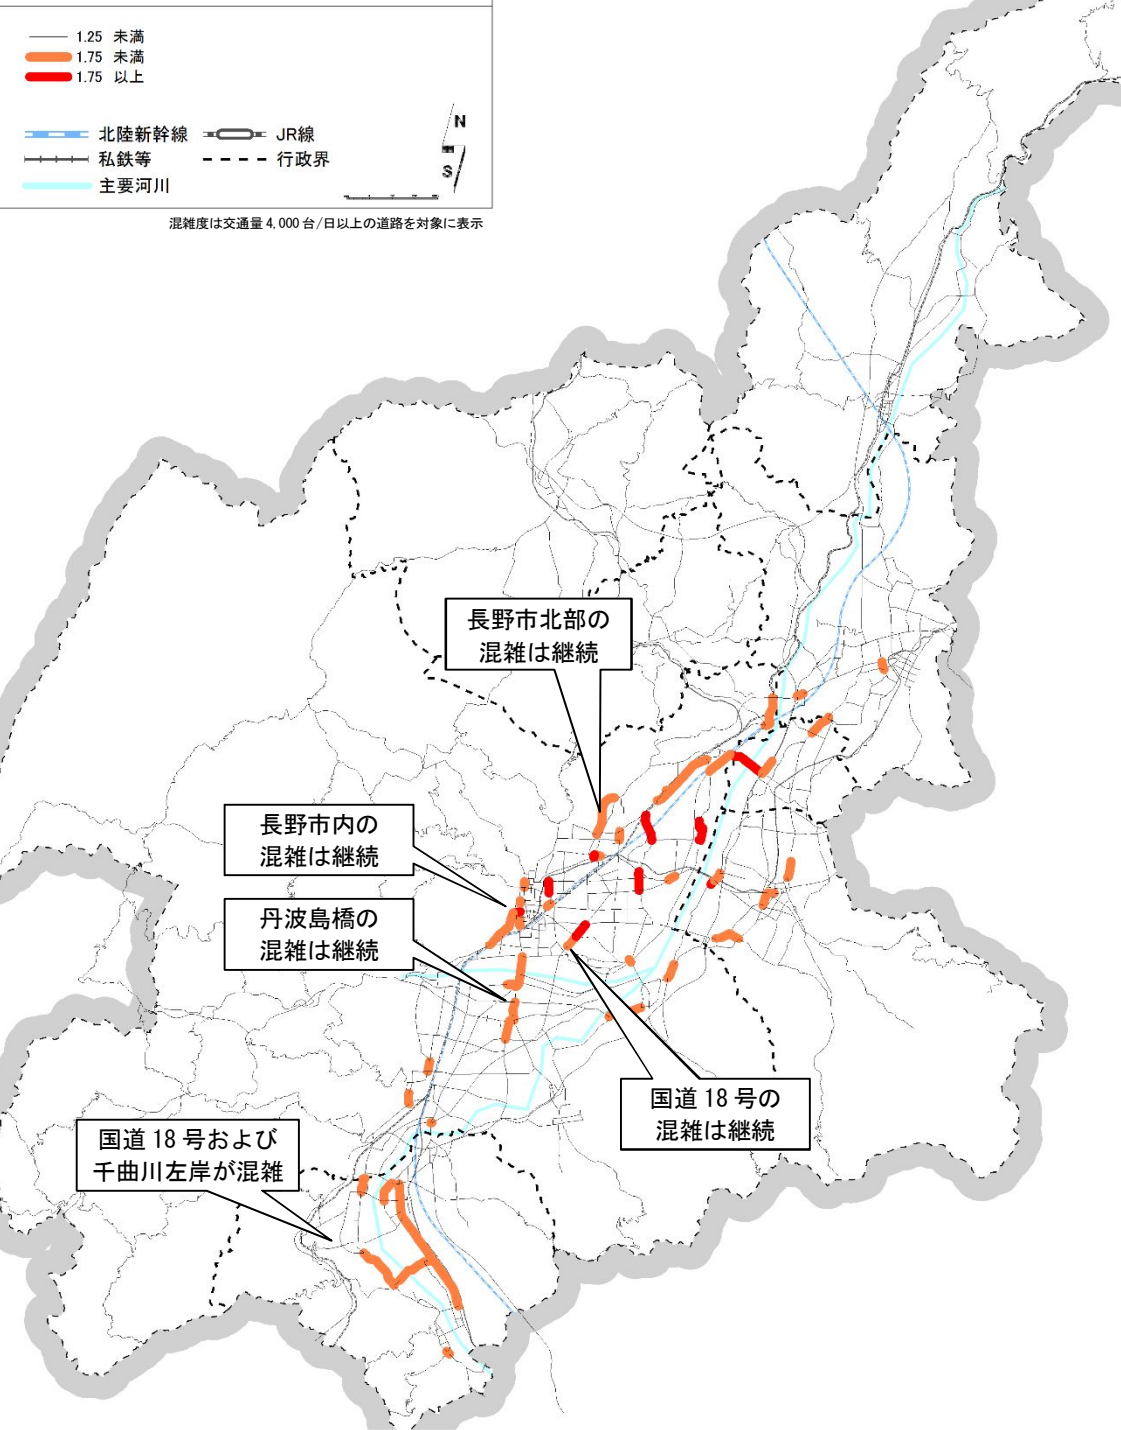 1.25 未満
1.75 未満
1.75 以上
北陸新幹線
JR線
私鉄等
行政界
主要河川
N
S
混雑度は交通量 4,000 台/日以上の道路を対象に表示
長野市北部の
混雑は継続
長野市内の
混雑は継続
丹波島橋の
混雑は継続
国道 18 号の
混雑は継続
国道 18 号および
千曲川左岸が混雑